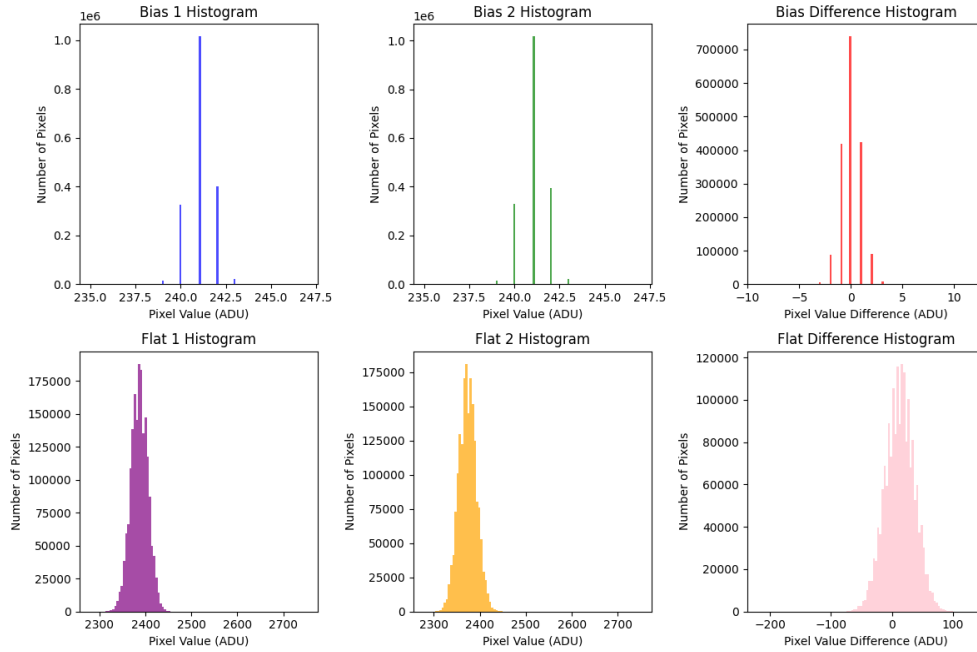 Bias 1 Histogram
1e6
Number of Pixels
1.0
0.8
0.6
0.4
0.2
0.0
235.0 237.5 240.0 242.5 245.0 247.5
Pixel Value (ADU)
Bias 2 Histogram
1e6
Number of Pixels
1.0
0.8
0.6
0.4
0.2
0.0
235.0 237.5 240.0 242.5 245.0 247.5
Pixel Value (ADU)
Bias Difference Histogram
Number of Pixels
700000
600000
500000
400000
300000
200000
100000
0
−10 −5 0 5 10
Pixel Value Difference (ADU)
Flat 1 Histogram
Number of Pixels
175000
150000
125000
100000
75000
50000
25000
0
2300 2400 2500 2600 2700
Pixel Value (ADU)
Flat 2 Histogram
Number of Pixels
175000
150000
125000
100000
75000
50000
25000
0
2300 2400 2500 2600 2700
Pixel Value (ADU)
Flat Difference Histogram
Number of Pixels
120000
100000
80000
60000
40000
20000
0
−200 −100 0 100
Pixel Value Difference (ADU)